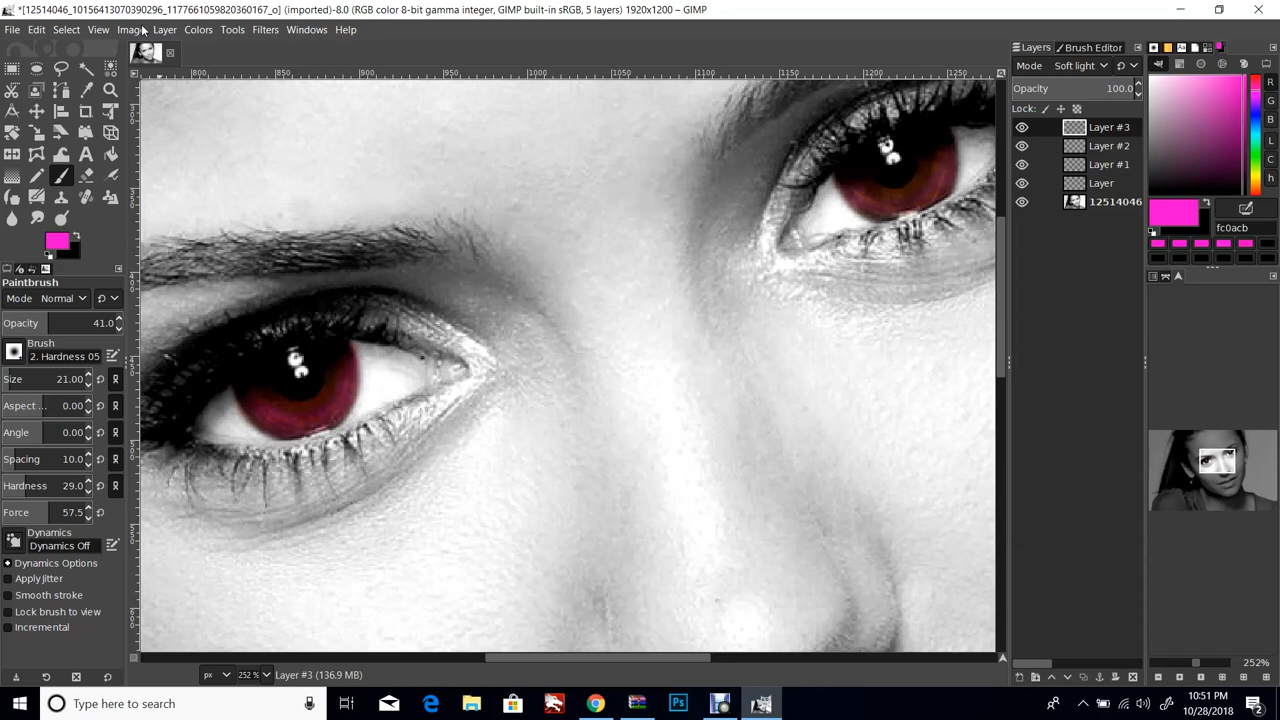 *[12514046_10156413070390296_1177661059820360167_o] (imported)-8.0 (RGB color 8-bit gamma integer, GIMP built-in sRGB, 5 layers) 1920x1200 – GIMP
File Edit Select View Image Layer Colors Tools Filters Windows Help
Layers Brush Editor
Mode Soft light
Opacity 100.0
Lock:
Layer #3
Layer #2
Layer #1
Layer
12514046
R
G
B
L
C
h
fc0acb
800 850 900 950 1000 1050 1100 1150 1200 1250
Paintbrush
Mode Normal
Opacity 41.0
Brush
2. Hardness 05
Size 21.00
Aspect ... 0.00
Angle 0.00
Spacing 10.0
Hardness 29.0
Force 57.5
Dynamics
Dynamics Off
Dynamics Options
Apply Jitter
Smooth stroke
Lock brush to view
Incremental
px 252 % Layer #3 (136.9 MB)
252%
Type here to search
Ps
10:51 PM
10/28/2018
2